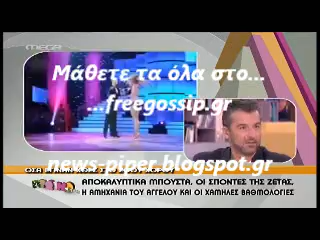 MEGA
Μάθετε τα όλα στο...
...freegossip.gr
news-piper.blogspot.gr
ΑΠΟΚΑΛΥΠΤΙΚΑ ΜΠΟΥΣΤΑ, ΟΙ ΣΠΟΝΤΕΣ ΤΗΣ ΖΕΤΑΣ,
Η ΑΜΗΧΑΝΙΑ ΤΟΥ ΑΓΓΕΛΟΥ ΚΑΙ ΟΙ ΧΑΜΗΛΕΣ ΒΑΘΜΟΛΟΓΙΕΣ